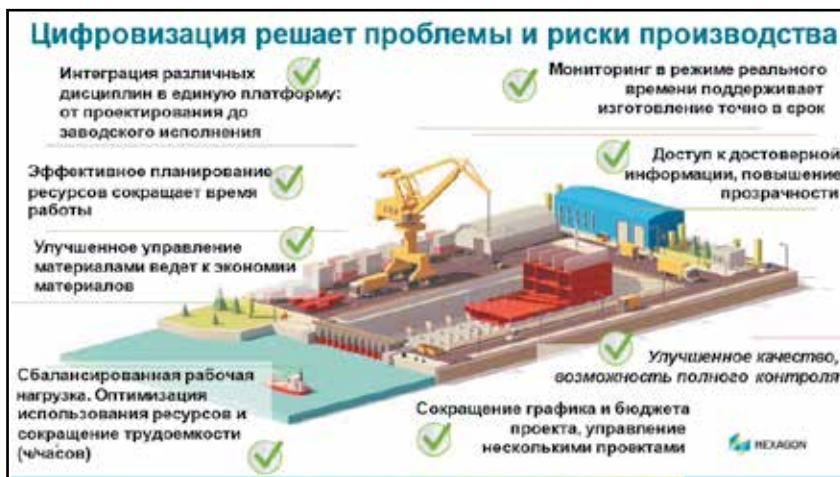 Цифровизация решает проблемы и риски производства
Интеграция различных
дисциплин в единую платформу:
от проектирования до
заводского исполнения
Эффективное планирование
ресурсов сокращает время
работы
Улучшенное управление
материалами ведет к экономии
материалов
Сбалансированная рабочая
нагрузка. Оптимизация
использования ресурсов и
сокращение трудоемкости
(ч/часов)
Мониторинг в режиме реального
времени поддерживает
изготовление точно в срок
Доступ к достоверной
информации, повышение
прозрачности
Улучшенное качество,
возможность полного контроля
Сокращение графика и бюджета
проекта, управление
несколькими проектами
HEXAGON